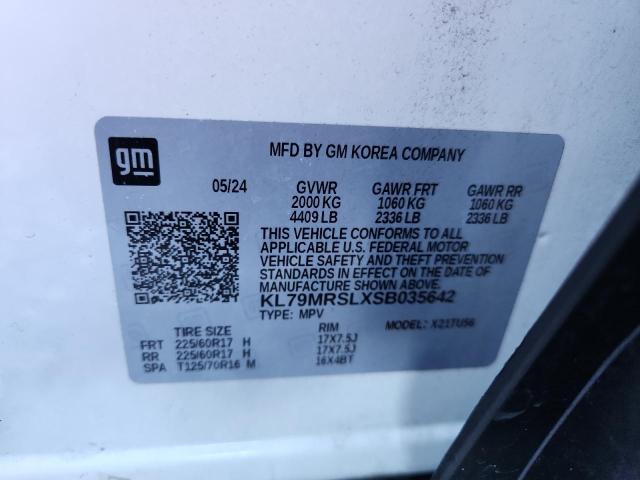 gm
MFD BY GM KOREA COMPANY
05/24 GVWR GAWR FRT GAWR RR
2000 KG 1060 KG 1060 KG
4409 LB 2336 LB 2336 LB
THIS VEHICLE CONFORMS TO ALL
APPLICABLE U.S. FEDERAL MOTOR
VEHICLE SAFETY AND THEFT PREVENTION
STANDARDS IN EFFECT ON THE DATE OF
MANUFACTURE SHOWN ABOVE.
KL79MRSLXSB035642
TYPE: MPV MODEL: X21TU56
TIRE SIZE RIM
FRT 225/60R17 H 17X7.5J
RR 225/60R17 H 17X7.5J
SPA T125/70R16 M 16X4BT